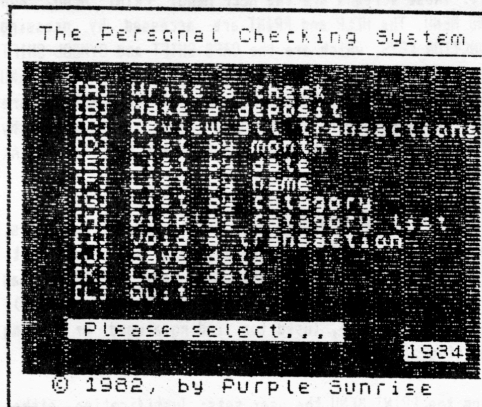 The Personal Checking System
[A] Write a check
[B] Make a deposit
[C] Review all transactions
[D] List by month
[E] List by date
[F] List by name
[G] List by catagory
[H] Display catagory list
[I] Void a transaction
[J] Save data
[K] Load data
[L] Quit
Please select...
1984
© 1982, by Purple Sunrise